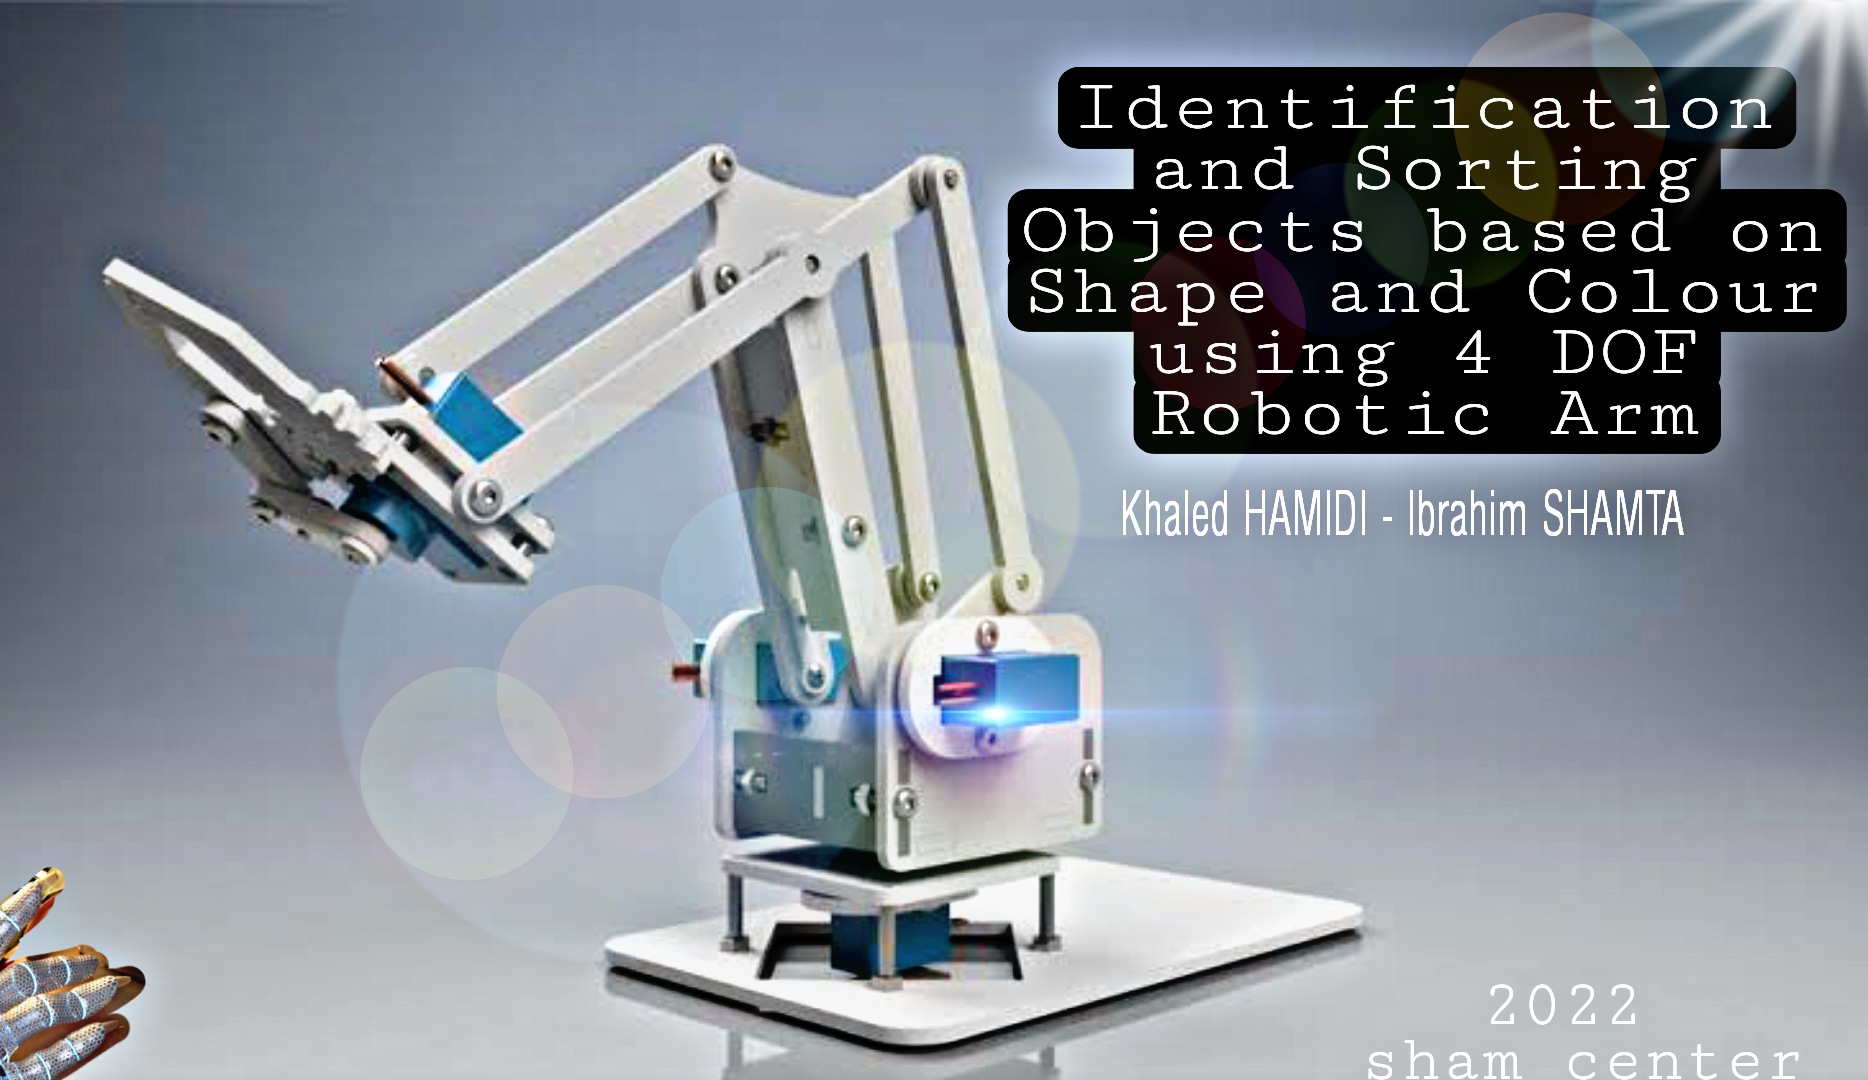 Identification
and Sorting
Objects based on
Shape and Colour
using 4 DOF
Robotic Arm
Khaled HAMIDI - Ibrahim SHAMTA
2022
sham center